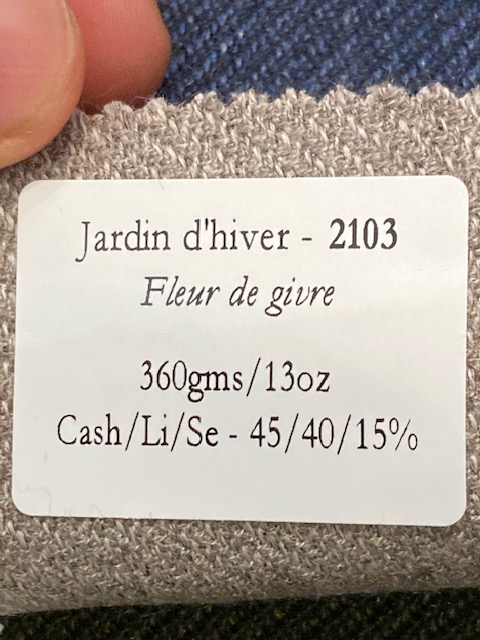 Jardin d'hiver - 2103
Fleur de givre
360gms/13oz
Cash/Li/Se - 45/40/15%